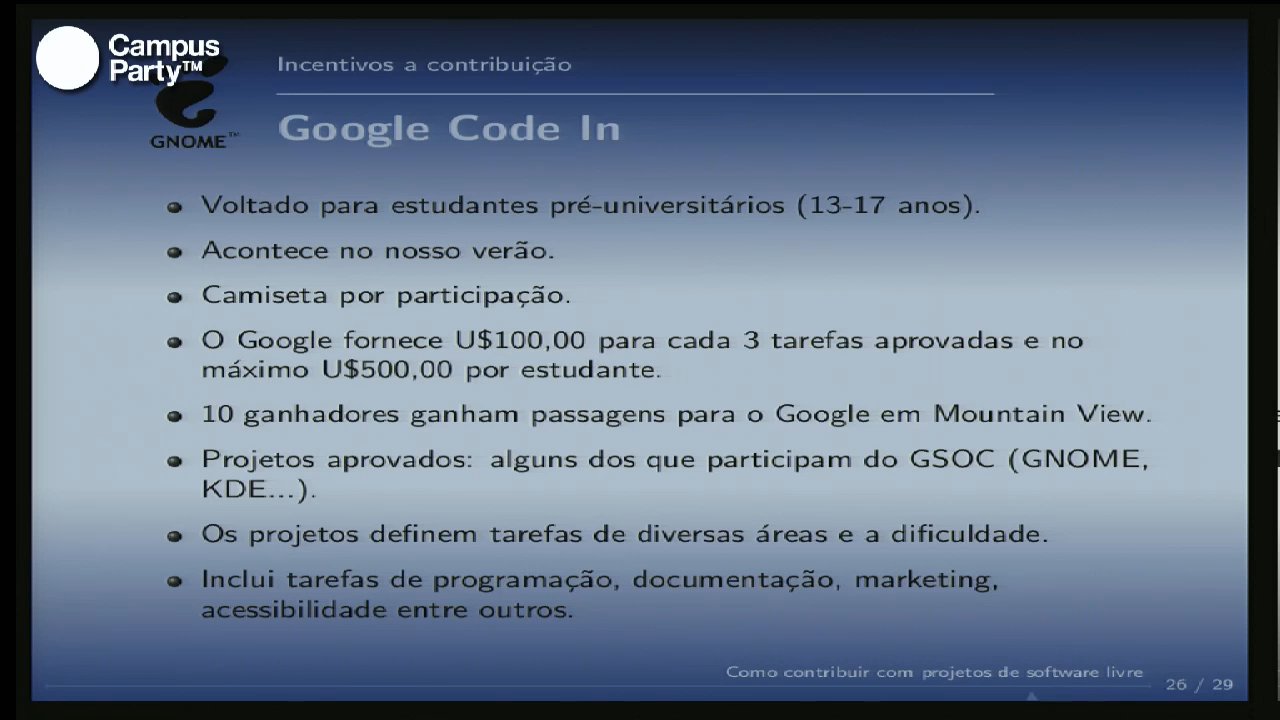 Campus
Party™
GNOME™
Incentivos a contribuição
Google Code In
Voltado para estudantes pré-universitários (13-17 anos).
Acontece no nosso verão.
Camiseta por participação.
O Google fornece U$100,00 para cada 3 tarefas aprovadas e no
máximo U$500,00 por estudante.
10 ganhadores ganham passagens para o Google em Mountain View.
Projetos aprovados: alguns dos que participam do GSOC (GNOME,
KDE...).
Os projetos definem tarefas de diversas áreas e a dificuldade.
Inclui tarefas de programação, documentação, marketing,
acessibilidade entre outros.
Como contribuir com projetos de software livre
26 / 29